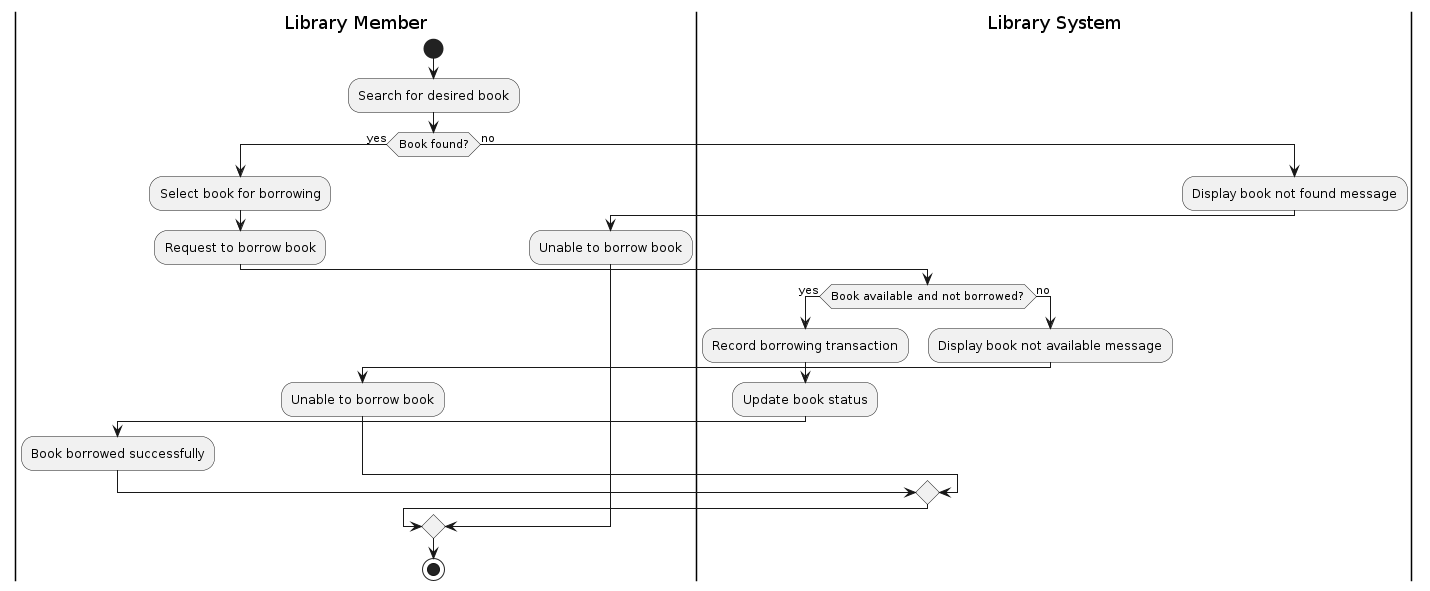 Library Member
Library System
Search for desired book
yes
Book found?
no
Select book for borrowing
Display book not found message
Request to borrow book
Unable to borrow book
yes
Book available and not borrowed?
no
Record borrowing transaction
Display book not available message
Unable to borrow book
Update book status
Book borrowed successfully